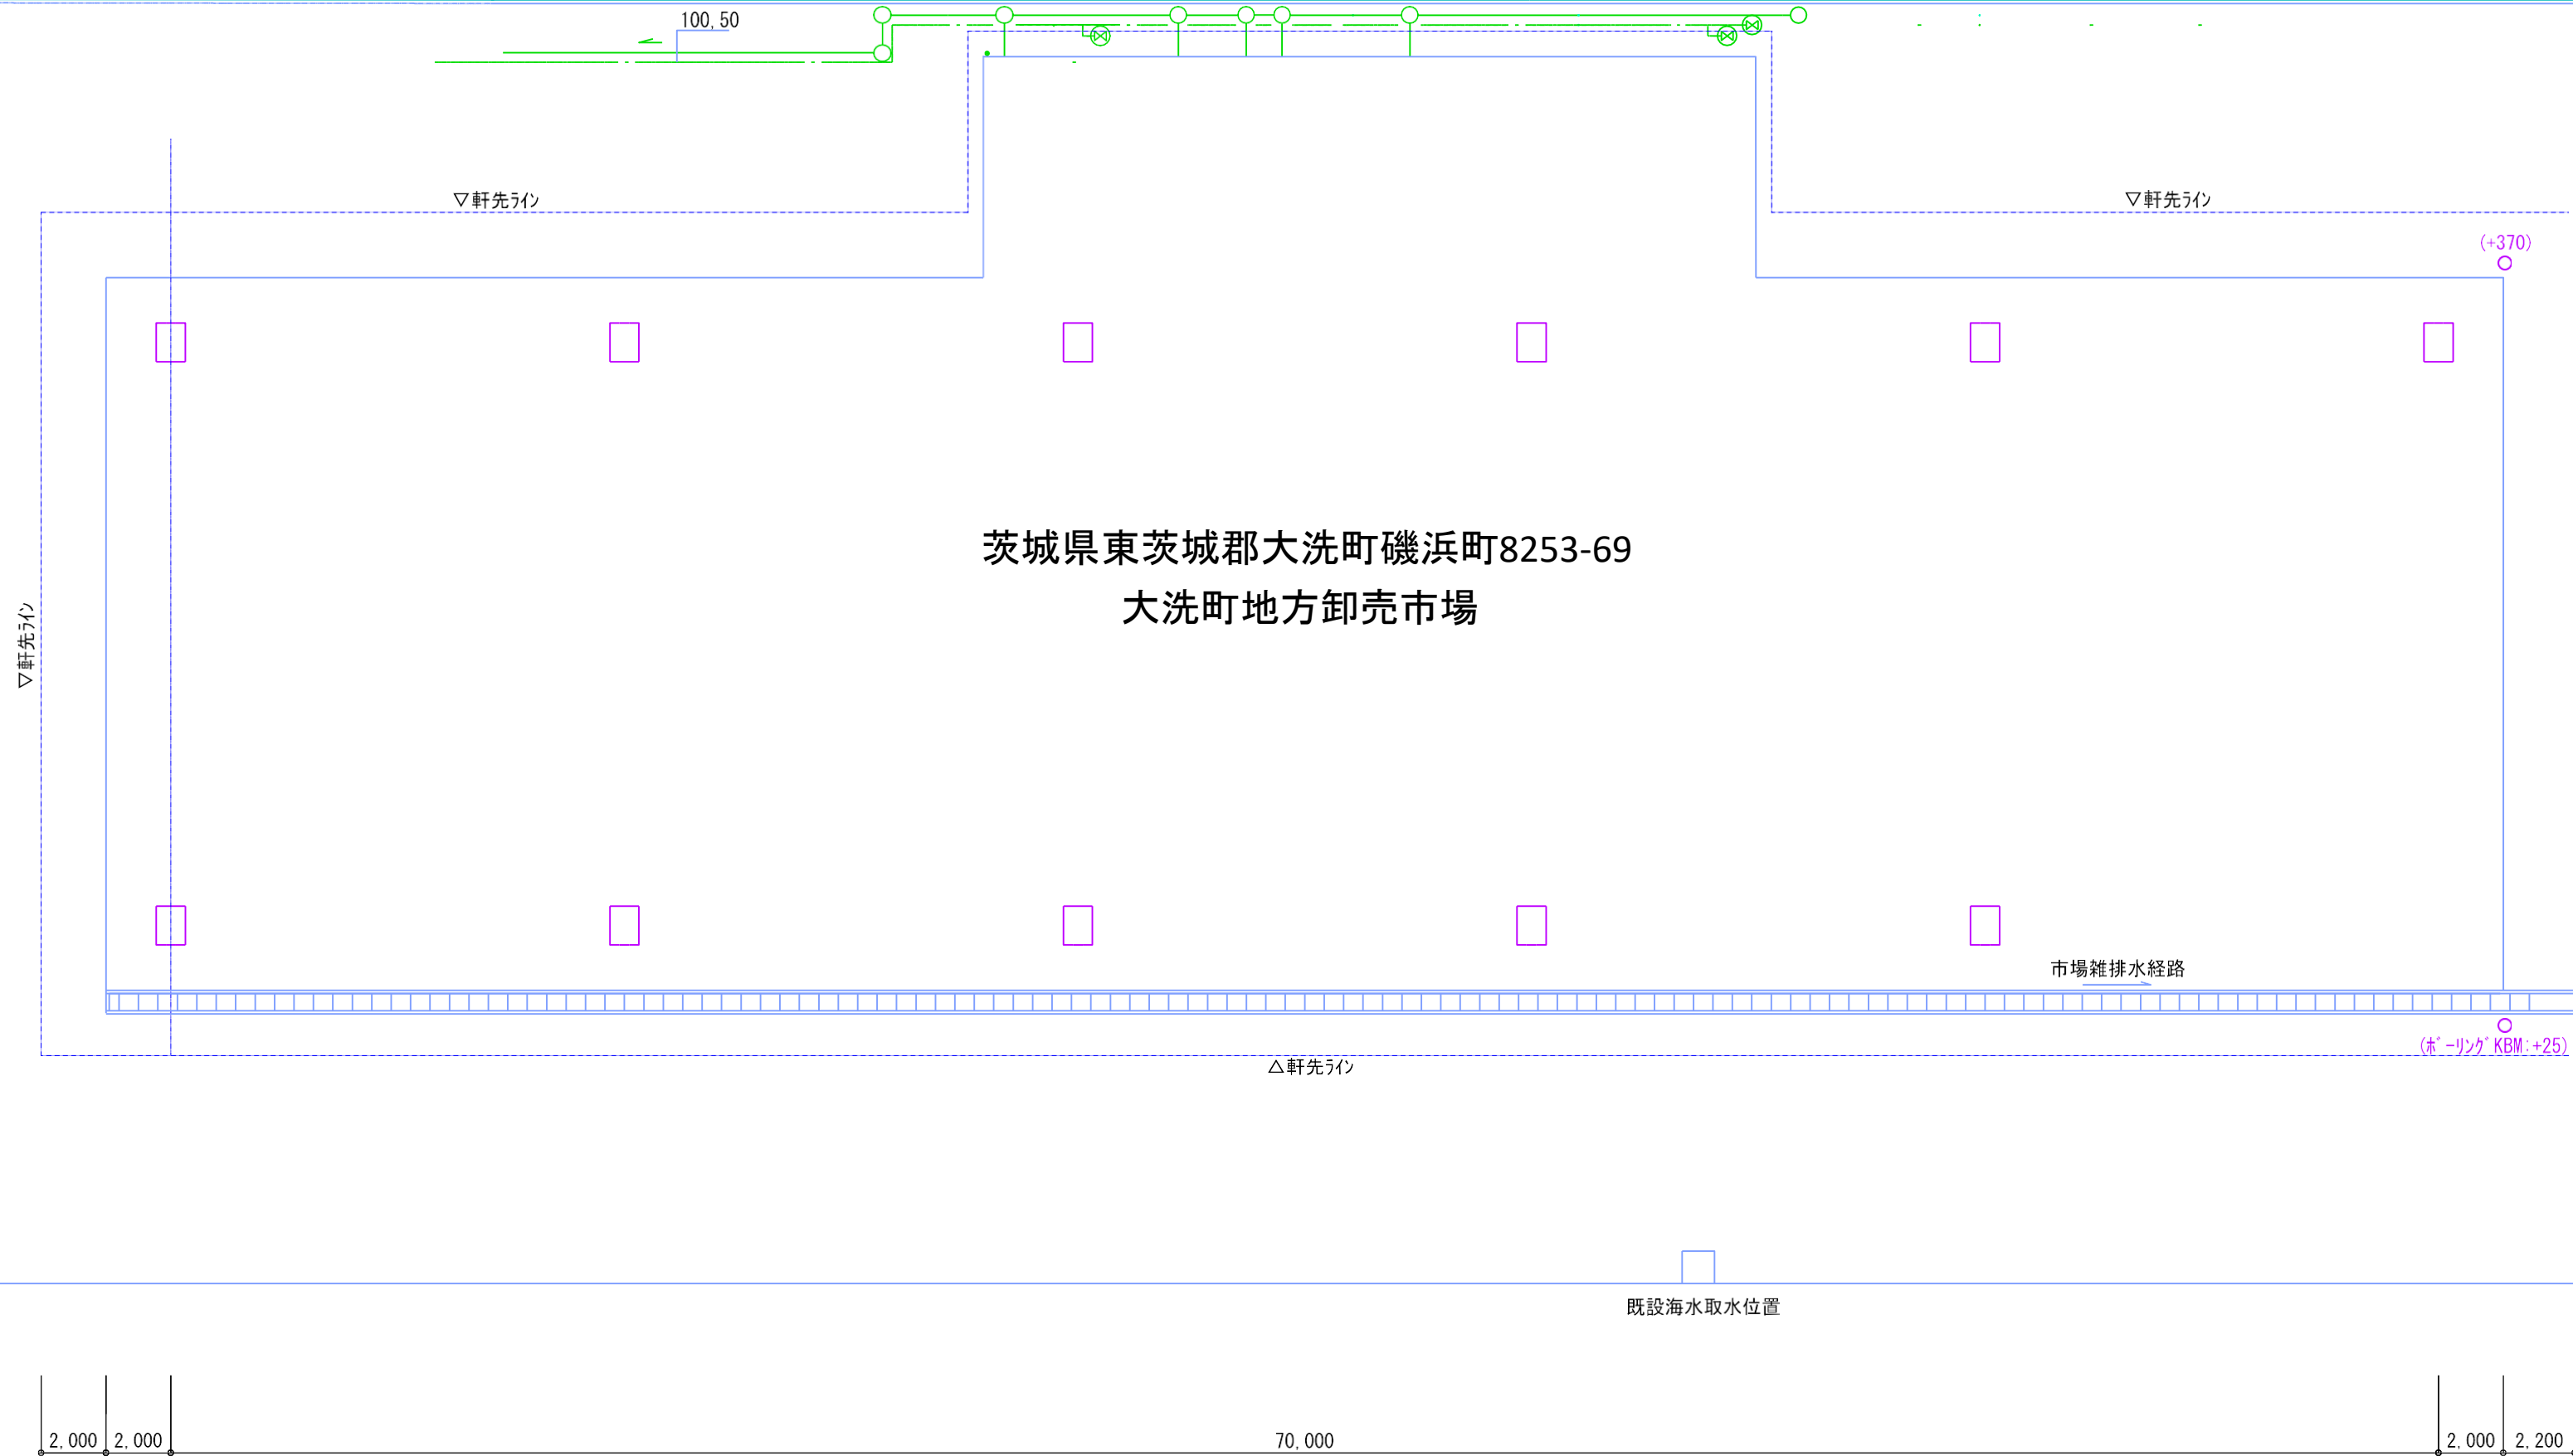 100,50
▽軒先ﾗｲﾝ
▽軒先ﾗｲﾝ
(+370)
茨城県東茨城郡大洗町磯浜町8253-69
大洗町地方卸売市場
▽軒先ﾗｲﾝ
市場雑排水経路
(ﾎﾞｰﾘﾝｸﾞKBM:+25)
△軒先ﾗｲﾝ
既設海水取水位置
2,000 2,000 70,000 2,000 2,200